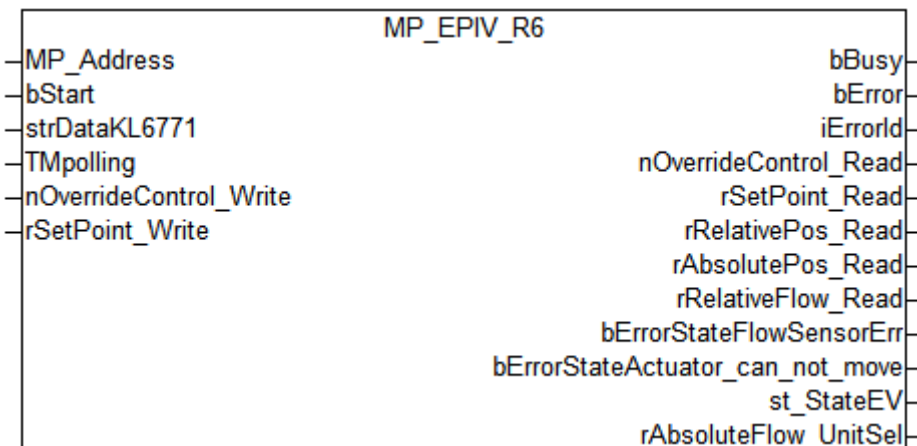 MP_EPIV_R6
MP_Address bBusy
bStart bError
strDataKL6771 iErrorId
TMpolling nOverrideControl_Read
nOverrideControl_Write rSetPoint_Read
rSetPoint_Write rRelativePos_Read
rAbsolutePos_Read
rRelativeFlow_Read
bErrorStateFlowSensorErr
bErrorStateActuator_can_not_move
st_StateEV
rAbsoluteFlow_UnitSel